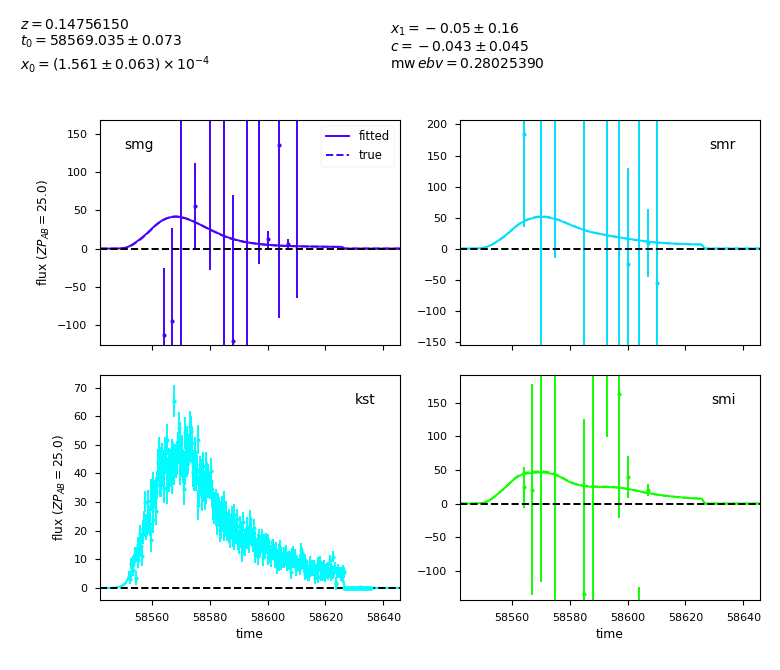 z = 0.14756150
t₀ = 58569.035 ± 0.073
x₀ = (1.561 ± 0.063) × 10⁻⁴
x₁ = −0.05 ± 0.16
c = −0.043 ± 0.045
mw ebv = 0.28025390
smg
fitted
true
150
100
50
0
−50
−100
flux (ZP_AB = 25.0)
smr
200
150
100
50
0
−50
−100
−150
kst
70
60
50
40
30
20
10
0
flux (ZP_AB = 25.0)
58560 58580 58600 58620 58640
time
smi
150
100
50
0
−50
−100
58560 58580 58600 58620 58640
time